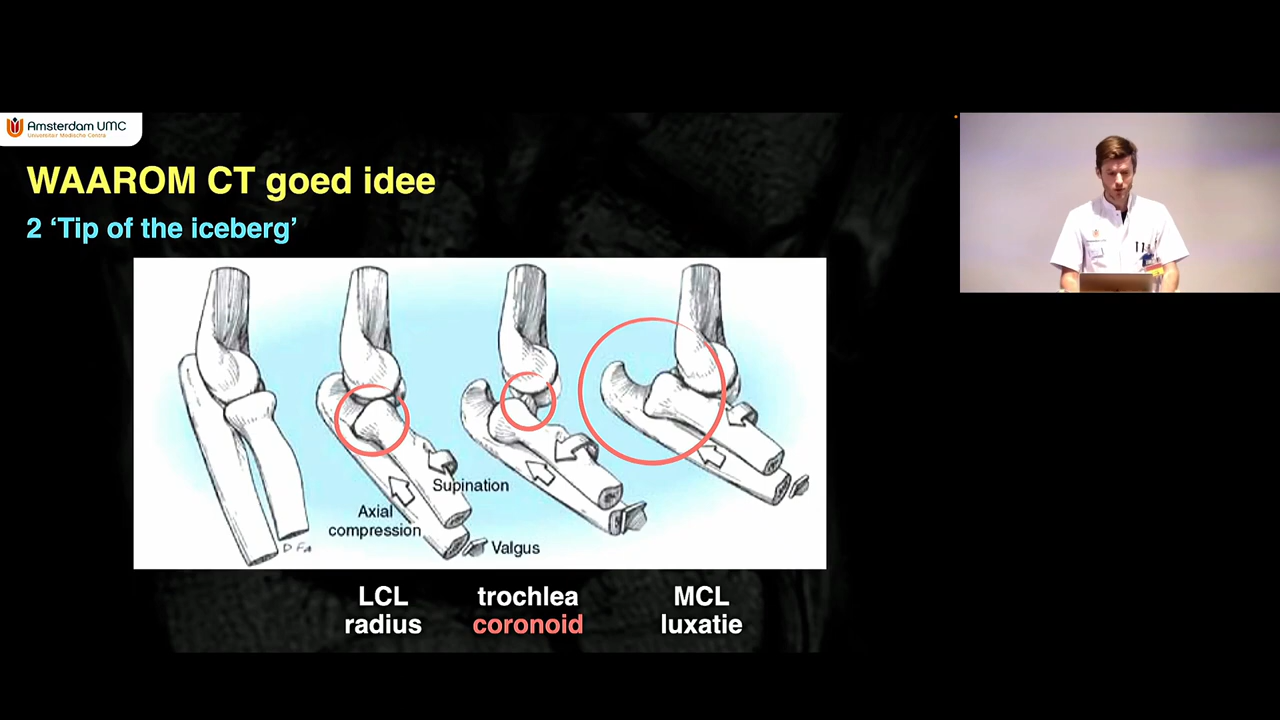 Amsterdam UMC
Universitair Medische Centra
WAAROM CT goed idee
2 ‘Tip of the iceberg’
Supination
Axial
compression
Valgus
LCL
radius
trochlea
coronoid
MCL
luxatie